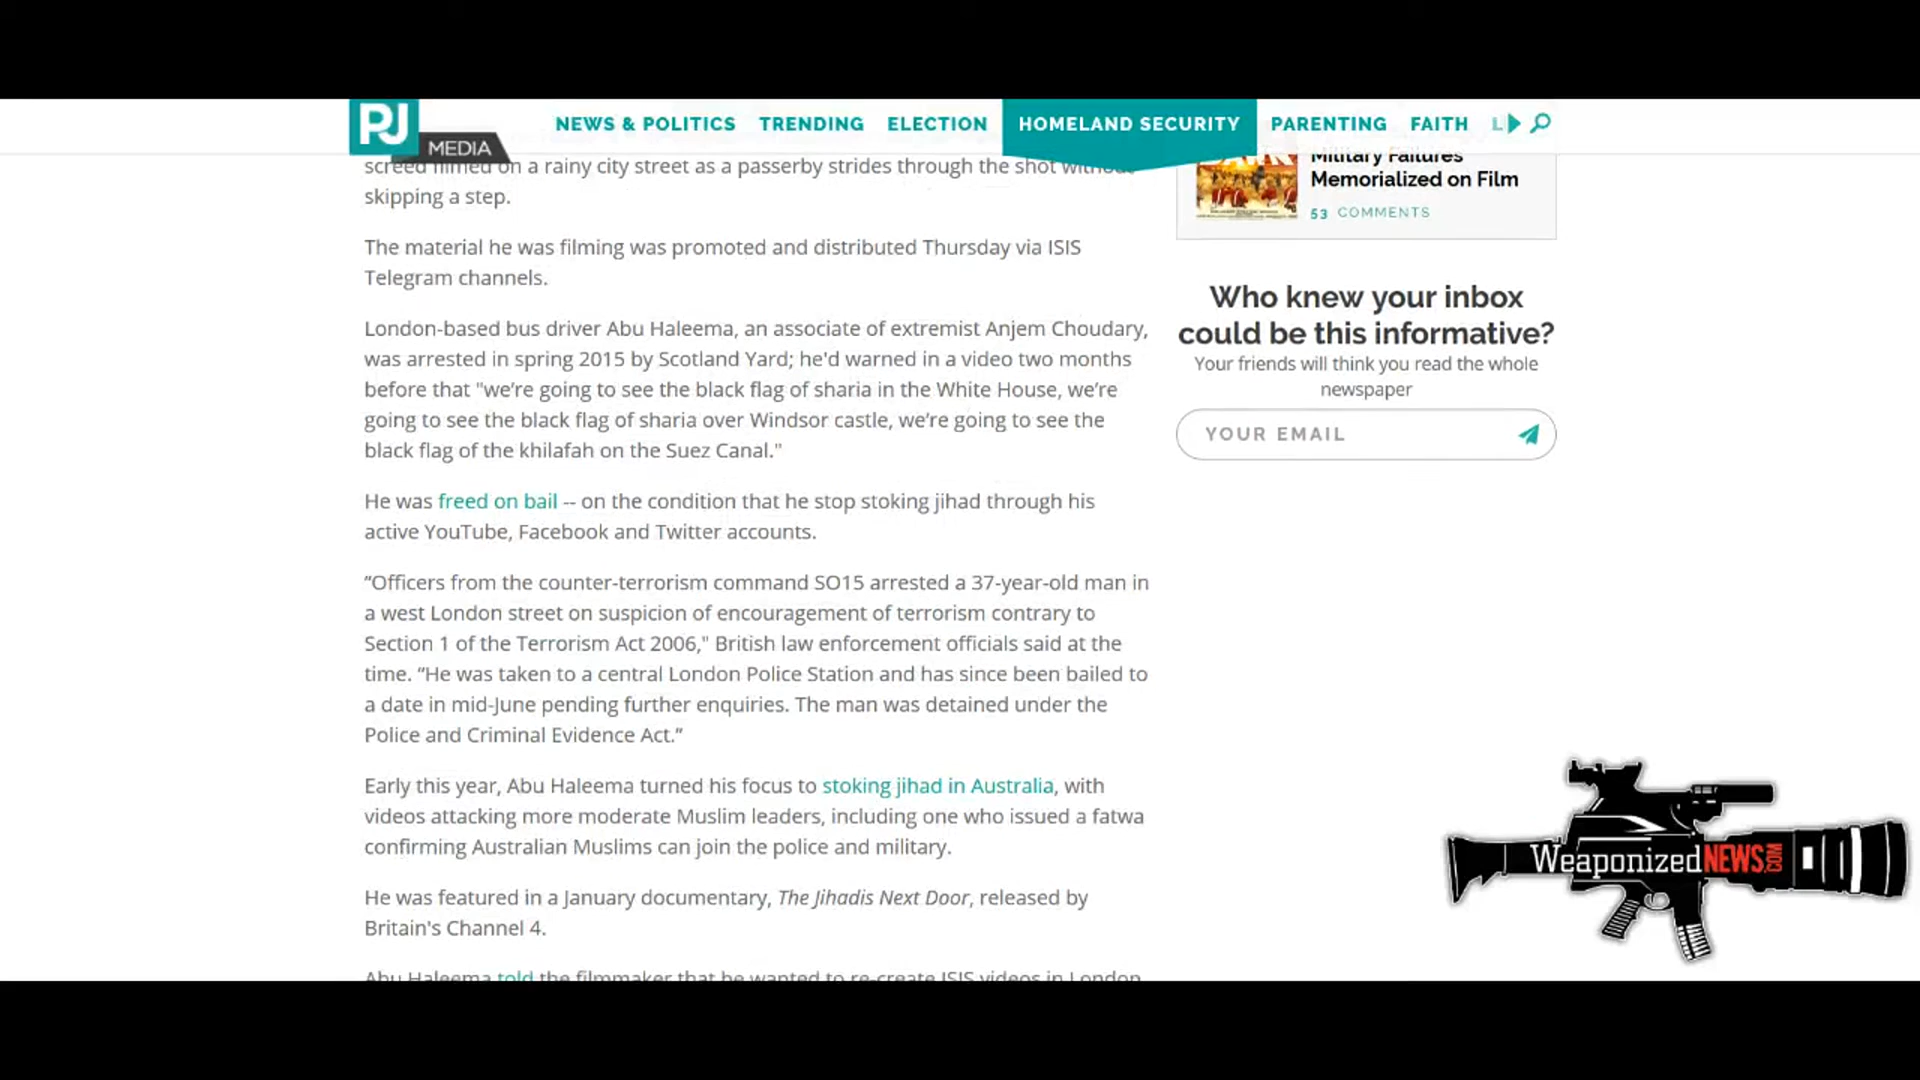 PJ
MEDIA
NEWS & POLITICS TRENDING ELECTION HOMELAND SECURITY PARENTING FAITH L
screed filmed on a rainy city street as a passerby strides through the shot without
skipping a step.
The material he was filming was promoted and distributed Thursday via ISIS
Telegram channels.
London-based bus driver Abu Haleema, an associate of extremist Anjem Choudary,
was arrested in spring 2015 by Scotland Yard; he'd warned in a video two months
before that "we’re going to see the black flag of sharia in the White House, we’re
going to see the black flag of sharia over Windsor castle, we’re going to see the
black flag of the khilafah on the Suez Canal."
He was freed on bail -- on the condition that he stop stoking jihad through his
active YouTube, Facebook and Twitter accounts.
“Officers from the counter-terrorism command SO15 arrested a 37-year-old man in
a west London street on suspicion of encouragement of terrorism contrary to
Section 1 of the Terrorism Act 2006," British law enforcement officials said at the
time. “He was taken to a central London Police Station and has since been bailed to
a date in mid-June pending further enquiries. The man was detained under the
Police and Criminal Evidence Act.”
Early this year, Abu Haleema turned his focus to stoking jihad in Australia, with
videos attacking more moderate Muslim leaders, including one who issued a fatwa
confirming Australian Muslims can join the police and military.
He was featured in a January documentary, The Jihadis Next Door, released by
Britain's Channel 4.
Abu Haleema told the filmmaker that he wanted to re-create ISIS videos in London
Military Failures
Memorialized on Film
53 COMMENTS
Who knew your inbox
could be this informative?
Your friends will think you read the whole
newspaper
YOUR EMAIL
WeaponizedNEWS.COM